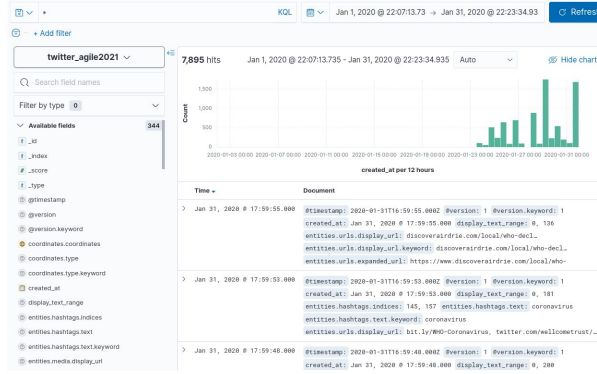 *
KQL
Jan 1, 2020 @ 22:07:13.73 → Jan 31, 2020 @ 22:23:34.93
Refres
+ Add filter
twitter_agile2021
7,895 hits
Jan 1, 2020 @ 22:07:13.735 - Jan 31, 2020 @ 22:23:34.935
Auto
Hide chart
Search field names
Filter by type 0
Available fields 344
t _id
t _index
# _score
t _type
@timestamp
@version
@version.keyword
coordinates.coordinates
coordinates.type
coordinates.type.keyword
created_at
display_text_range
entities.hashtags.indices
entities.hashtags.text
entities.hashtags.text.keyword
entities.media.display_url
Count
1,500
1,000
500
0
2020-01-03 00:00 2020-01-07 00:00 2020-01-11 00:00 2020-01-15 00:00 2020-01-19 00:00 2020-01-23 00:00 2020-01-27 00:00 2020-01-31 00:00
created_at per 12 hours
Time Document
Jan 31, 2020 @ 17:59:55.000 @timestamp: 2020-01-31T16:59:55.000Z @version: 1 @version.keyword: 1
created_at: Jan 31, 2020 @ 17:59:55.000 display_text_range: 0, 136
entities.urls.display_url: discoverairdrie.com/local/who-decl…
entities.urls.display_url.keyword: discoverairdrie.com/local/who-decl…
entities.urls.expanded_url: https://www.discoverairdrie.com/local/who-
Jan 31, 2020 @ 17:59:53.000 @timestamp: 2020-01-31T16:59:53.000Z @version: 1 @version.keyword: 1
created_at: Jan 31, 2020 @ 17:59:53.000 display_text_range: 0, 181
entities.hashtags.indices: 145, 157 entities.hashtags.text: coronavirus
entities.hashtags.text.keyword: coronavirus
entities.urls.display_url: bit.ly/WHO-Coronavirus, twitter.com/wellcometrust/…
Jan 31, 2020 @ 17:59:48.000 @timestamp: 2020-01-31T16:59:48.000Z @version: 1 @version.keyword: 1
created_at: Jan 31, 2020 @ 17:59:48.000 display_text_range: 0, 200